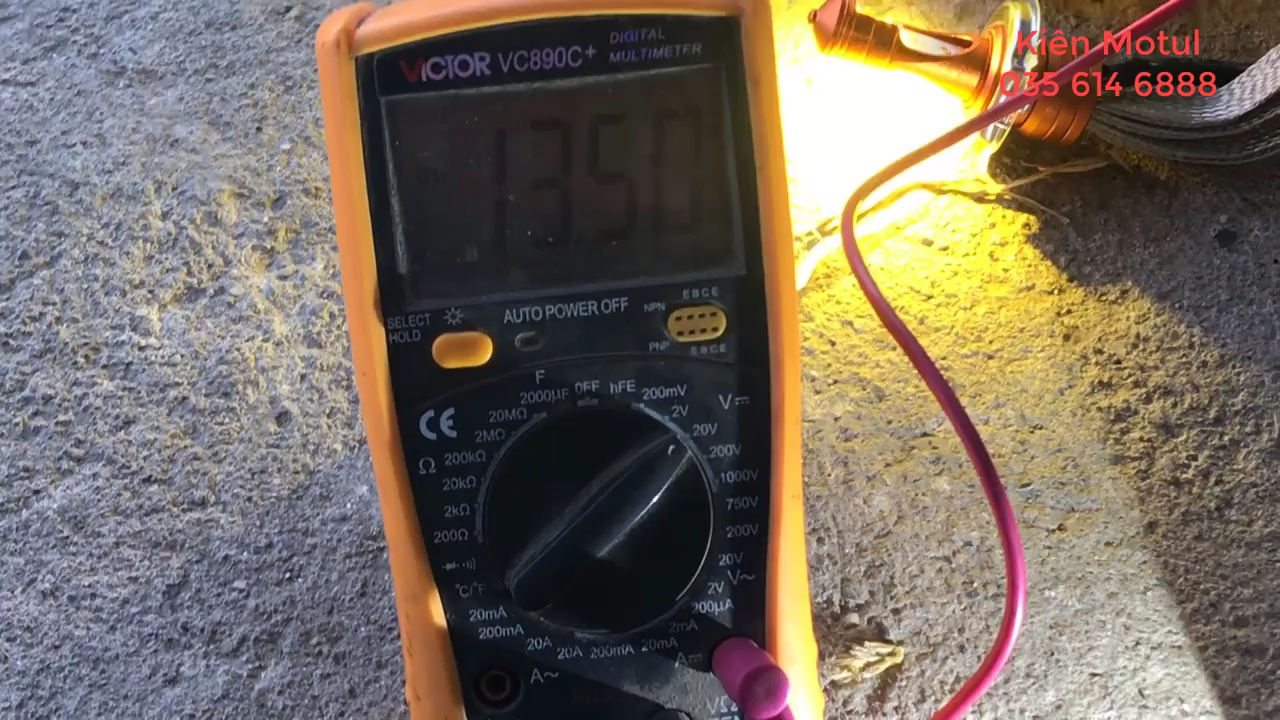 VICTOR VC890C+
DIGITAL
MULTIMETER
Kiên Motul
035 614 6888
13.50
SELECT
HOLD
AUTO POWER OFF
NPN
EBCE
PNP
EBCE
F
2000µF
OFF
hFE
200mV
2V
20V
200V
1000V
V
750V
200V
20V
2V
V~
200µA
2mA
20mA
200mA
20A
A
20A
200mA
20mA
A~
°C/°F
200Ω
2kΩ
20kΩ
200kΩ
2MΩ
20MΩ
Ω
CE
VΩ